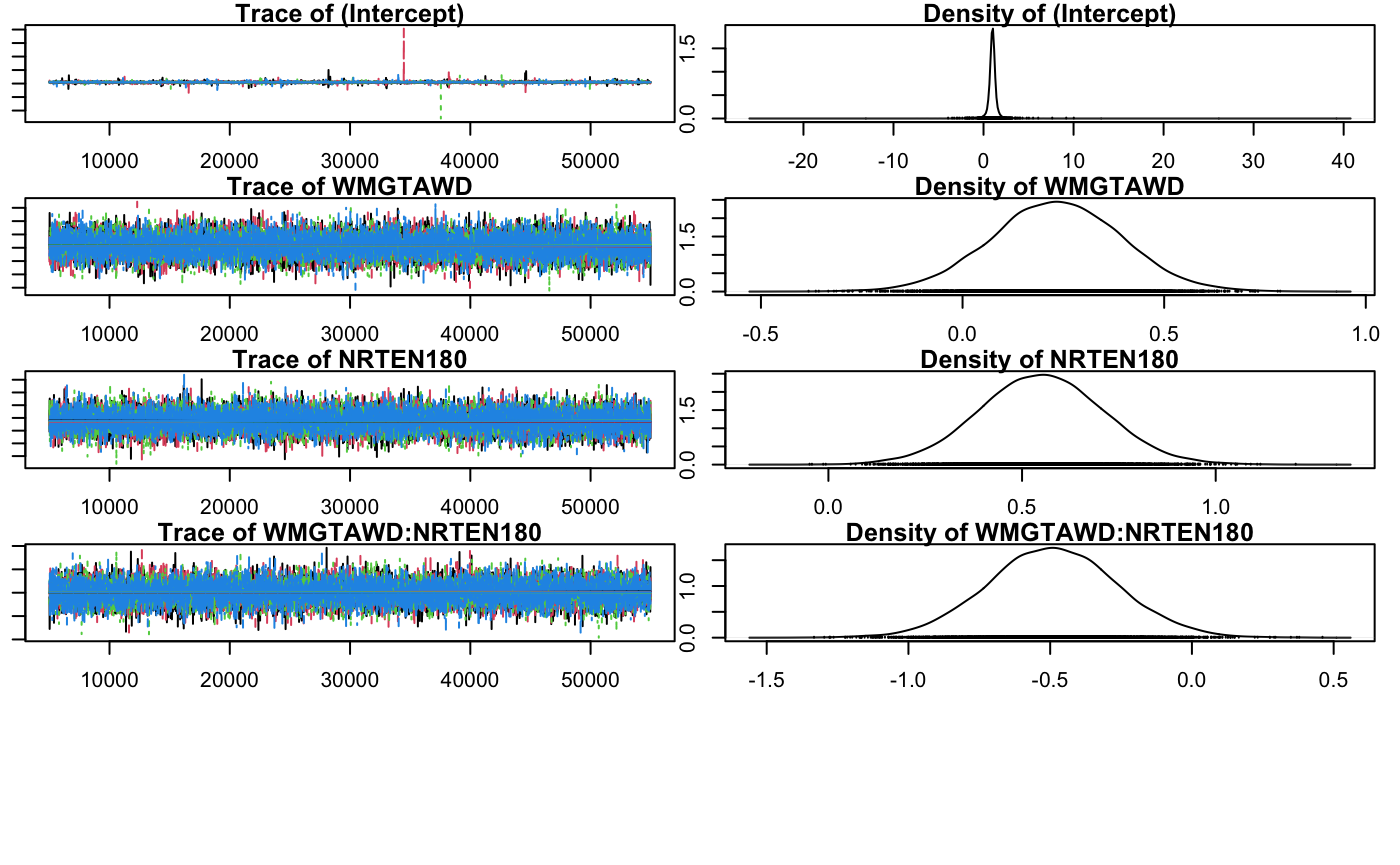 Trace of (Intercept)
Density of (Intercept)
0.0 1.5
10000 20000 30000 40000 50000
-20 -10 0 10 20 30 40
Trace of WMGTAWD
Density of WMGTAWD
0.0 1.5
10000 20000 30000 40000 50000
-0.5 0.0 0.5 1.0
Trace of NRTEN180
Density of NRTEN180
0.0 1.5
10000 20000 30000 40000 50000
0.0 0.5 1.0
Trace of WMGTAWD:NRTEN180
Density of WMGTAWD:NRTEN180
0.0 1.0
10000 20000 30000 40000 50000
-1.5 -1.0 -0.5 0.0 0.5